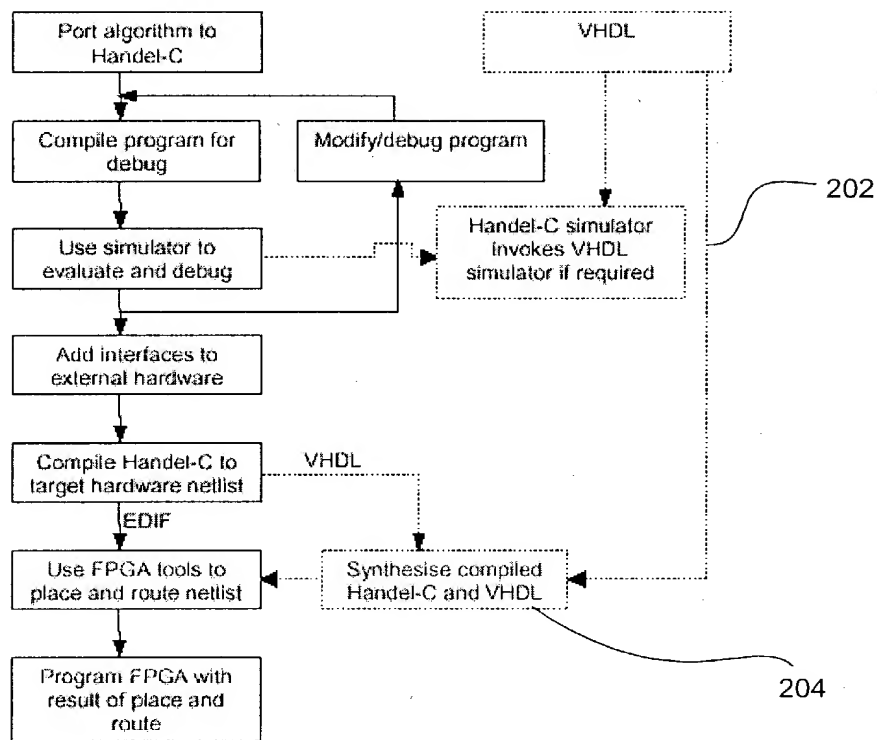 Port algorithm to
Handel-C
VHDL
Compile program for
debug
Modify/debug program
202
Handel-C simulator
invokes VHDL
simulator if required
Use simulator to
evaluate and debug
Add interfaces to
external hardware
Compile Handel-C to
target hardware netlist
VHDL
EDIF
Use FPGA tools to
place and route netlist
Synthesise compiled
Handel-C and VHDL
Program FPGA with
result of place and
route
204